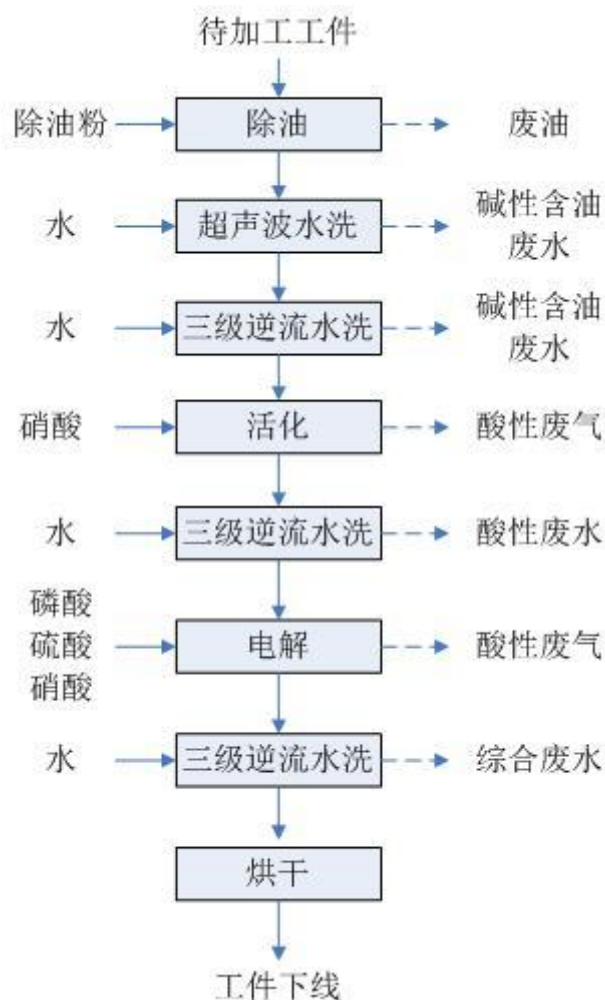 待加工工件
除油粉
除油
废油
水
超声波水洗
碱性含油
废水
水
三级逆流水洗
碱性含油
废水
硝酸
活化
酸性废气
水
三级逆流水洗
酸性废水
磷酸
硫酸
硝酸
电解
酸性废气
水
三级逆流水洗
综合废水
烘干
工件下线